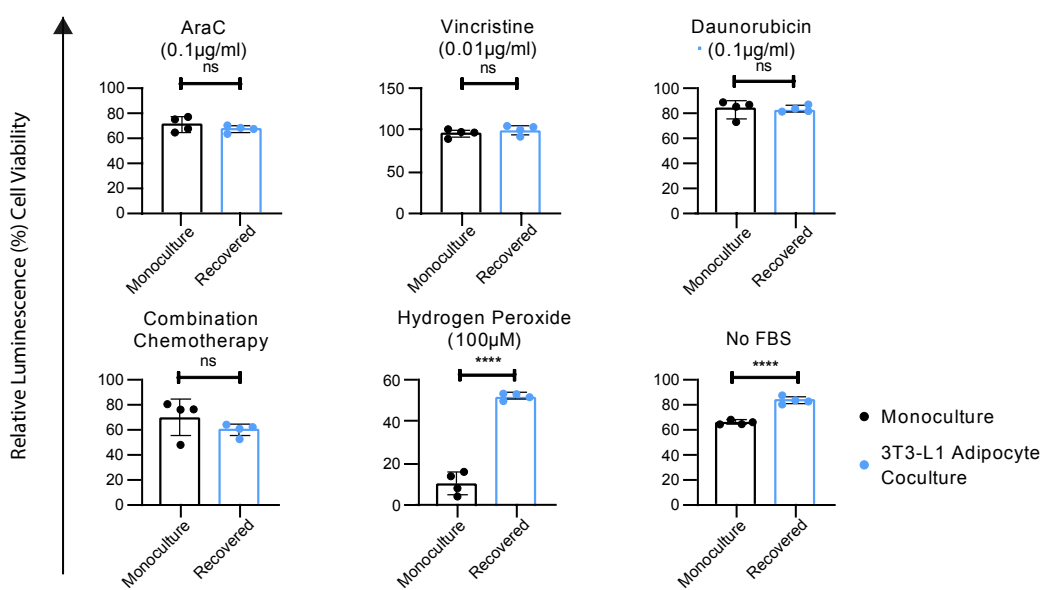 Relative Luminescence (%) Cell Viability
AraC
(0.1µg/ml)
ns
100
80
60
40
20
0
Monoculture
Recovered
Vincristine
(0.01µg/ml)
ns
150
100
50
0
Monoculture
Recovered
Daunorubicin
(0.1µg/ml)
ns
100
80
60
40
20
0
Monoculture
Recovered
Combination
Chemotherapy
ns
100
80
60
40
20
0
Monoculture
Recovered
Hydrogen Peroxide
(100µM)
****
60
40
20
0
Monoculture
Recovered
No FBS
****
100
80
60
40
20
0
Monoculture
Recovered
Monoculture
3T3-L1 Adipocyte
Coculture